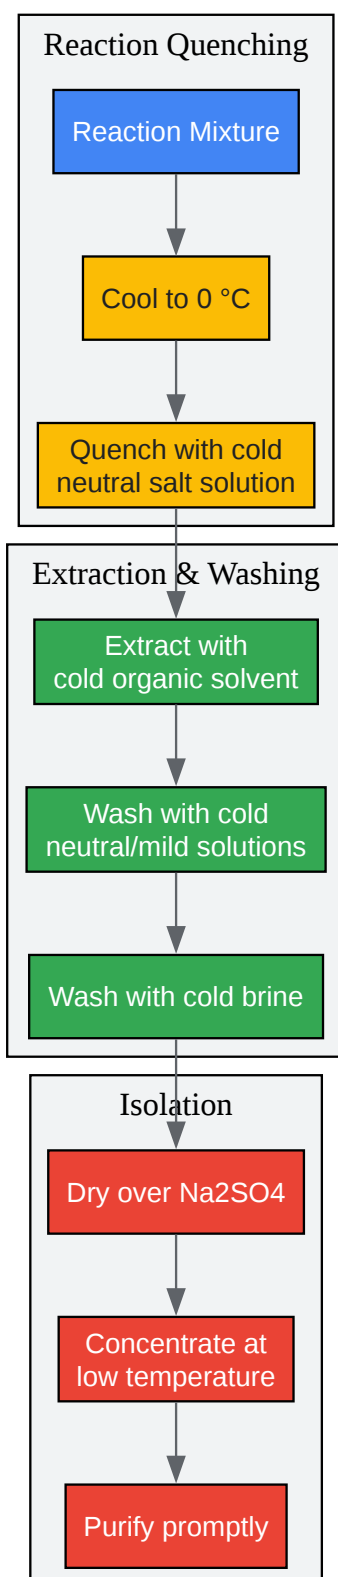 Reaction Quenching
Reaction Mixture
Cool to 0 °C
Quench with cold
neutral salt solution
Extraction & Washing
Extract with
cold organic solvent
Wash with cold
neutral/mild solutions
Wash with cold brine
Isolation
Dry over Na2SO4
Concentrate at
low temperature
Purify promptly